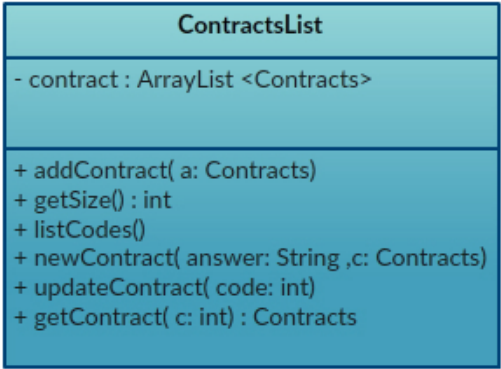 ContractsList
- contract : ArrayList <Contracts>
+ addContract( a: Contracts)
+ getSize() : int
+ listCodes()
+ newContract( answer: String ,c: Contracts)
+ updateContract( code: int)
+ getContract( c: int) : Contracts